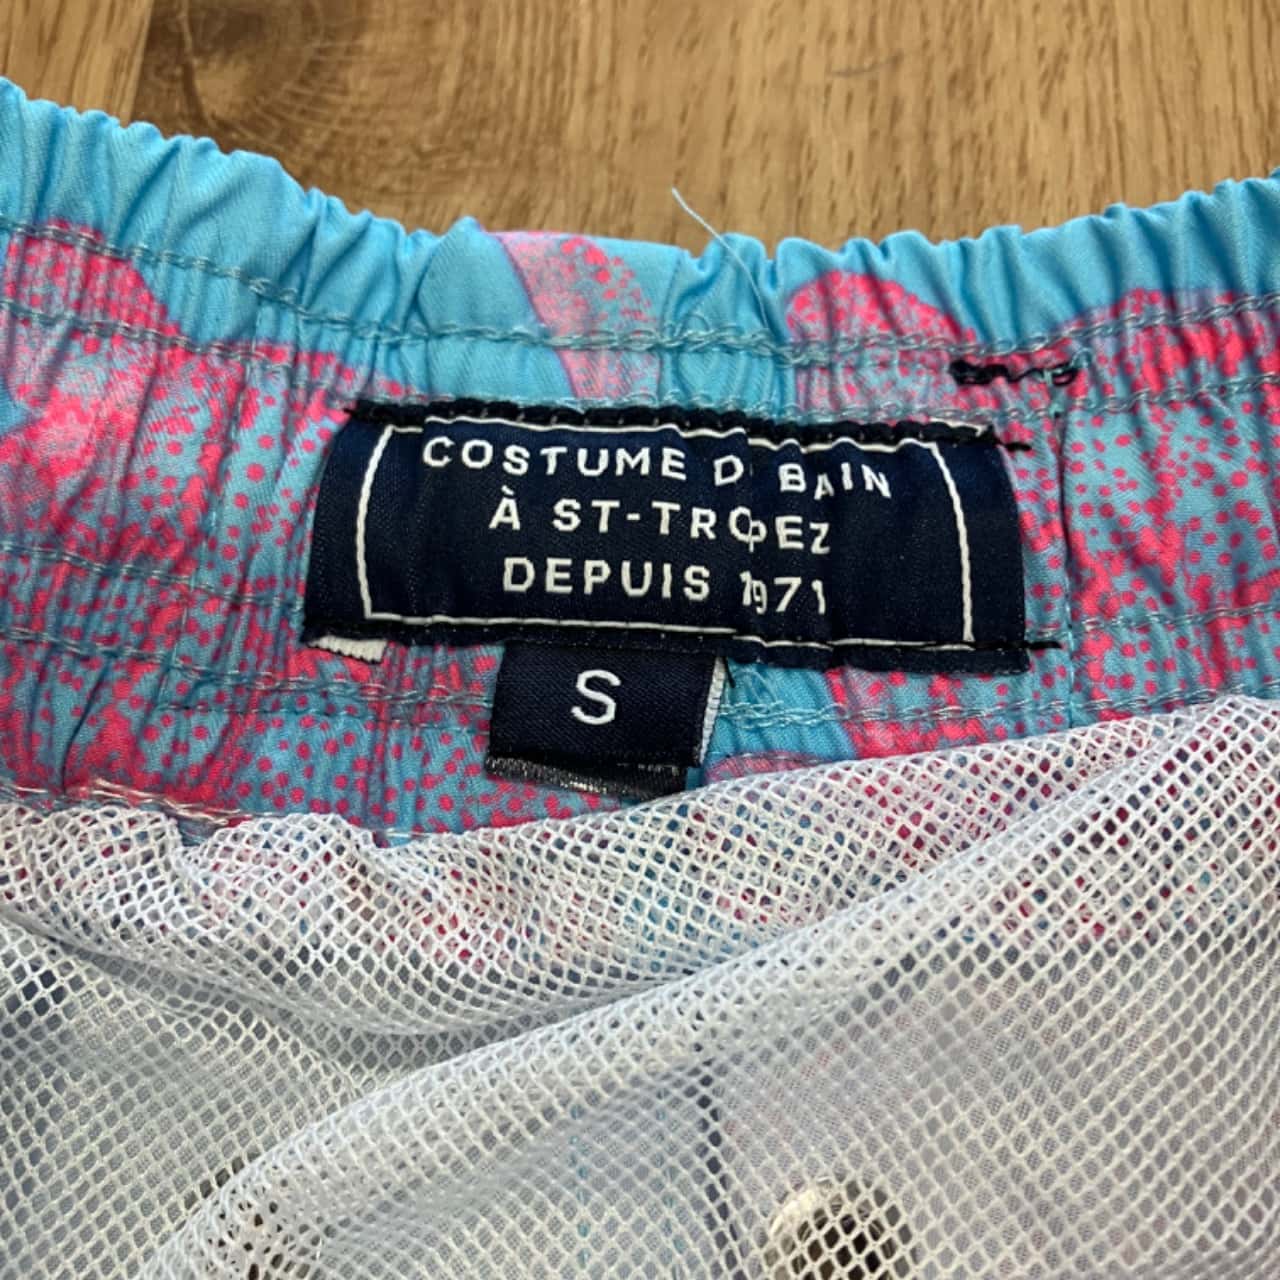 COSTUME DE BAIN
À ST-TROPEZ
DEPUIS 1971
S